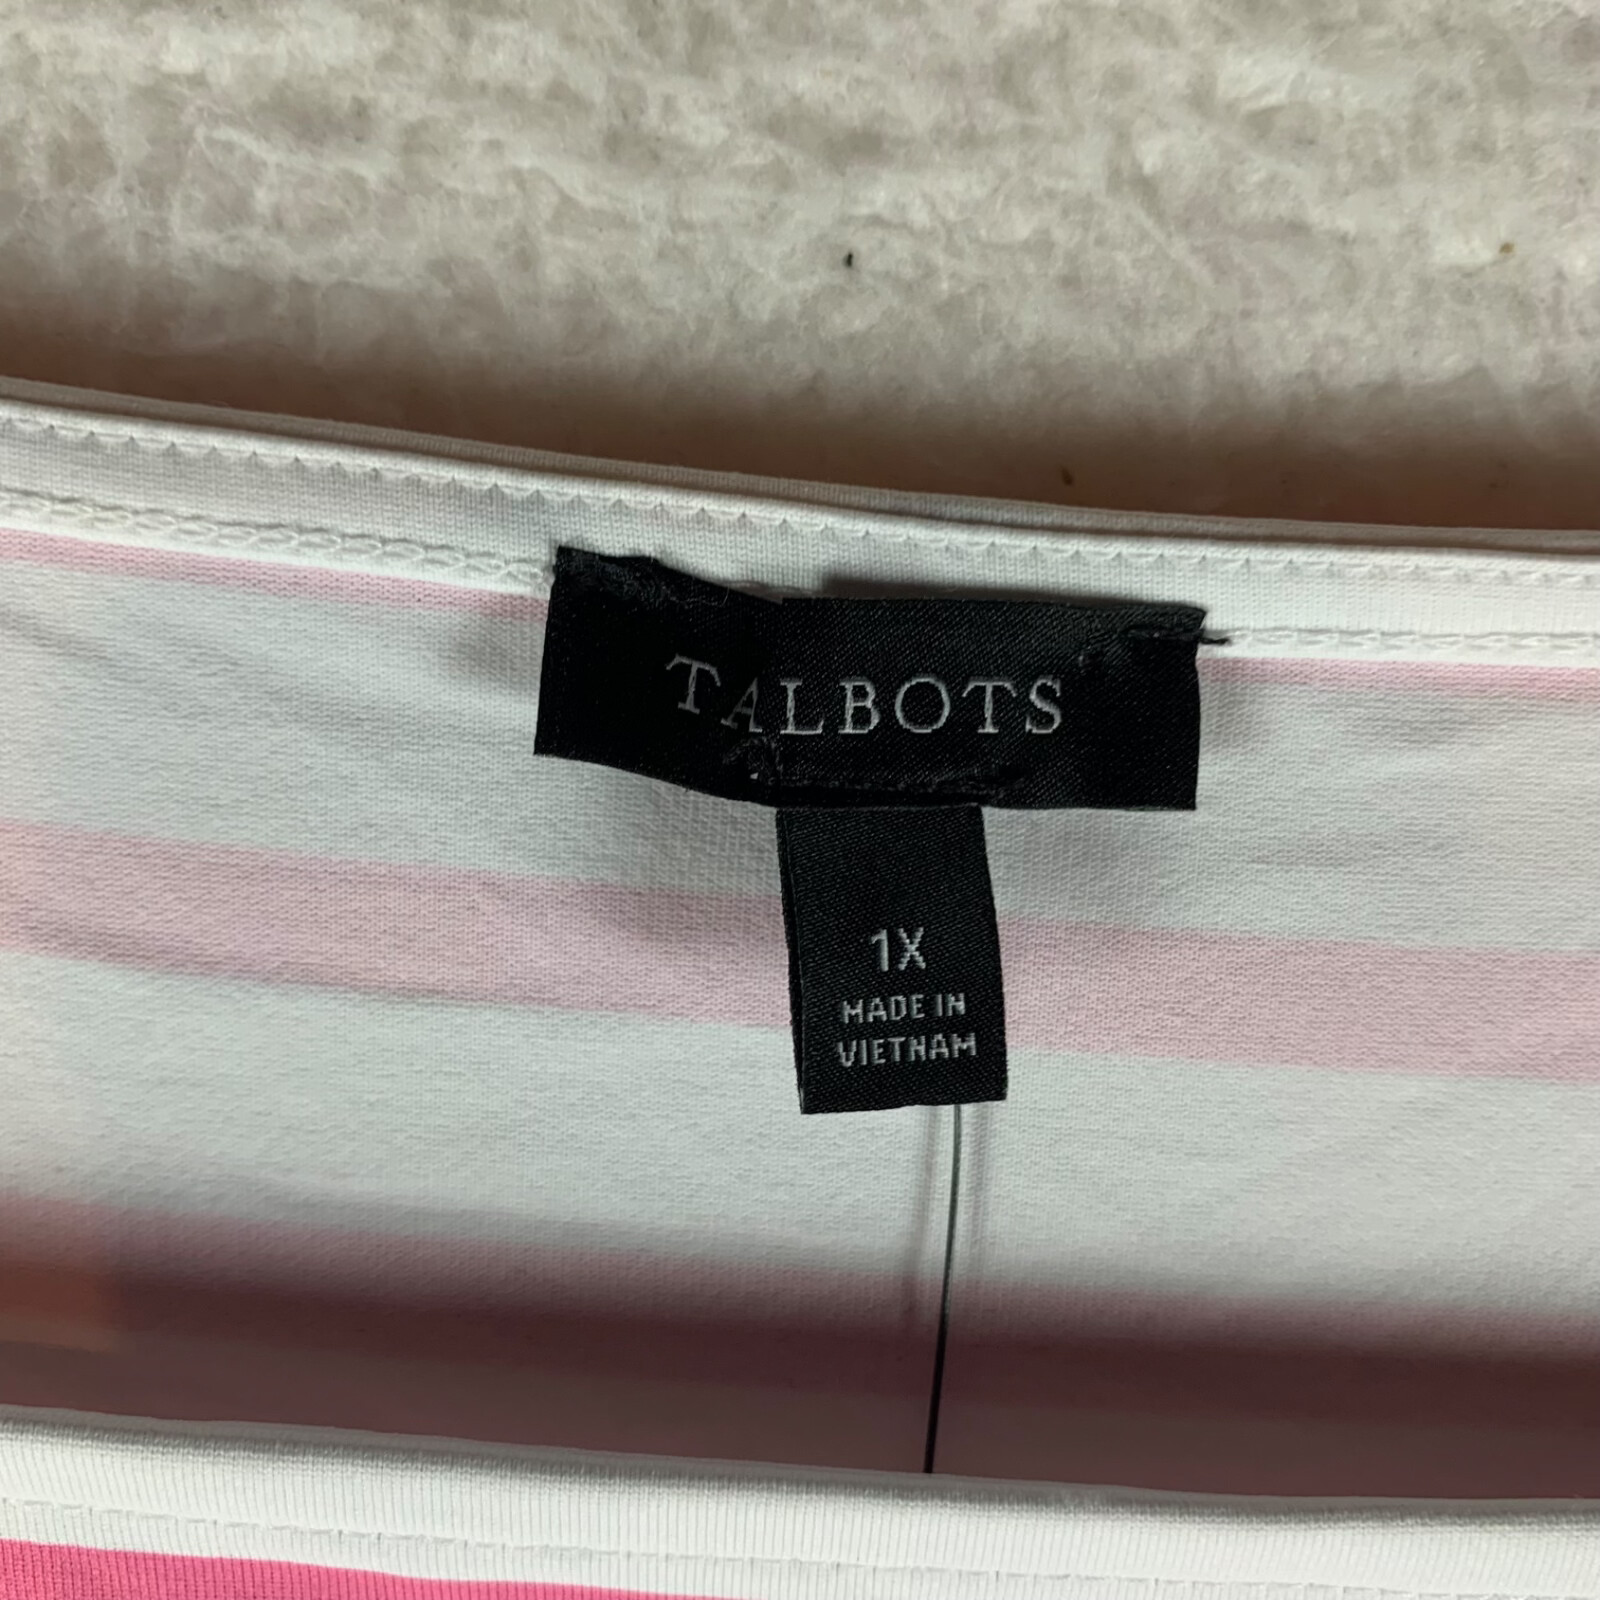 TALBOTS
1X
MADE IN
VIETNAM